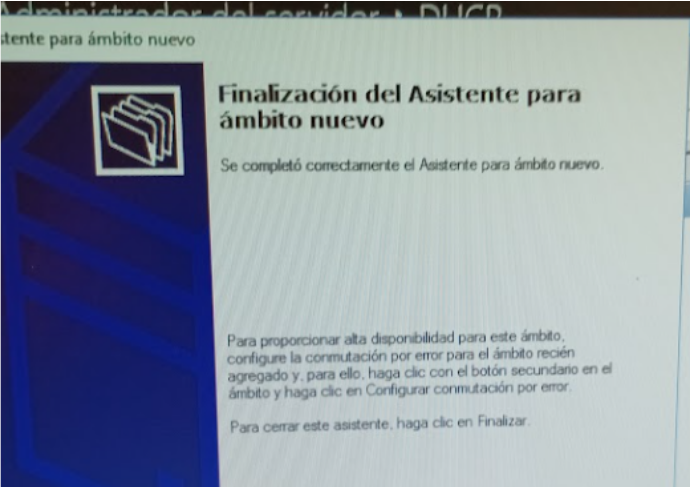 Administrador del servidor • DHCP
stente para ámbito nuevo
Finalización del Asistente para
ámbito nuevo
Se completó correctamente el Asistente para ámbito nuevo.
Para proporcionar alta disponibilidad para este ámbito,
configure la conmutación por error para el ámbito recién
agregado y, para ello, haga clic con el botón secundario en el
ámbito y haga clic en Configurar conmutación por error.
Para cerrar este asistente, haga clic en Finalizar.